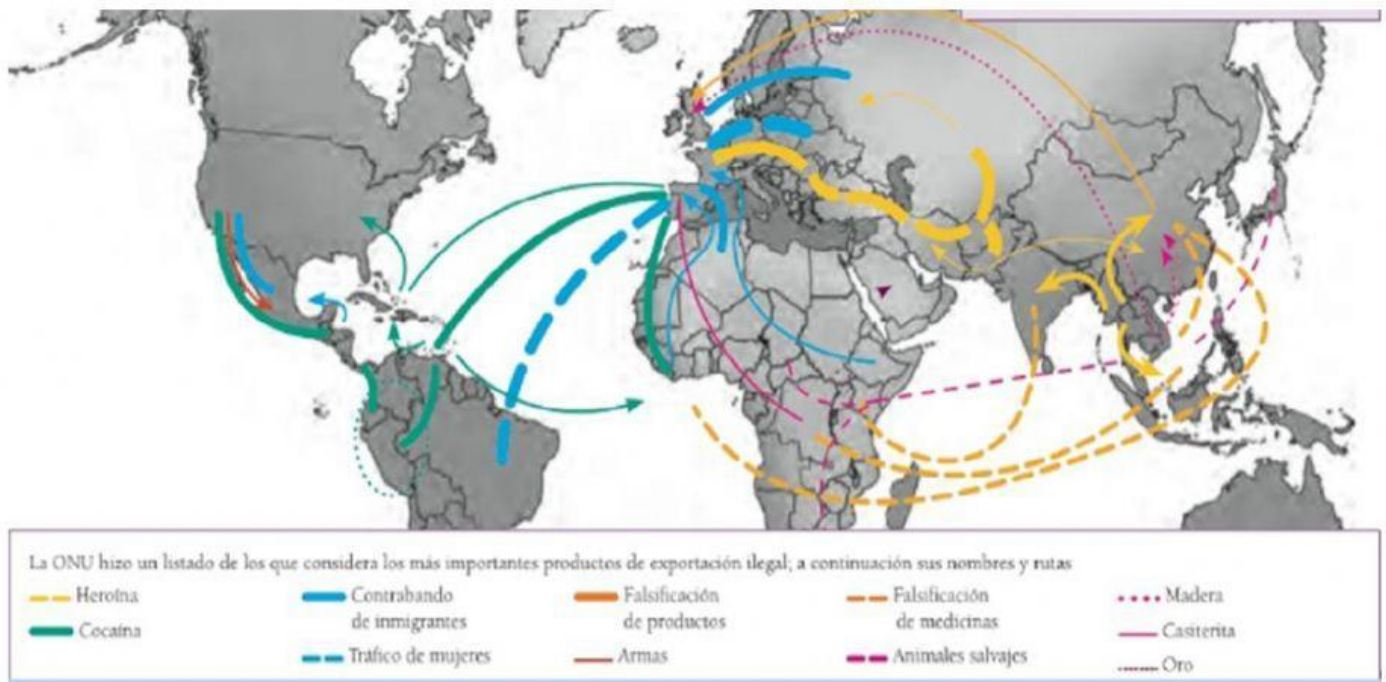 La ONU hizo un listado de los que considera los más importantes productos de exportación ilegal; a continuación sus nombres y rutas
Heroína
Cocaína
Contrabando
de inmigrantes
Tráfico de mujeres
Falsificación
de productos
Armas
Falsificación
de medicinas
Animales salvajes
Madera
Casiterita
Oro